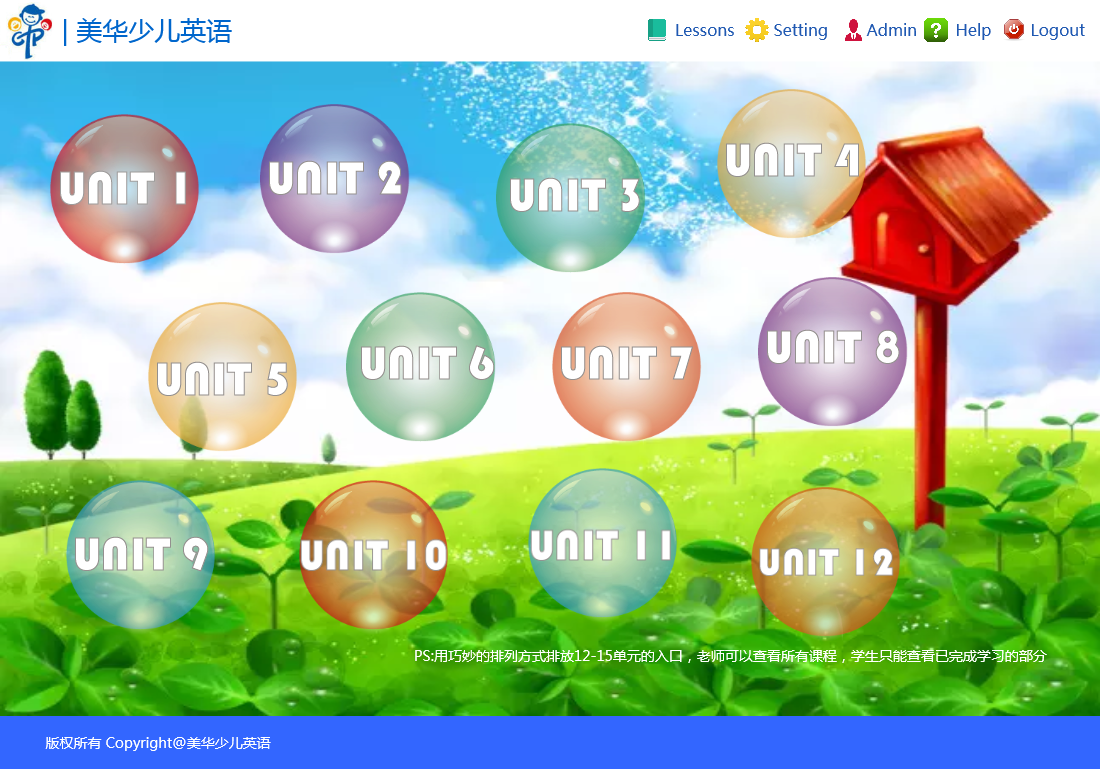 | 美华少儿英语
Lessons Setting Admin Help Logout
UNIT 1
UNIT 2
UNIT 3
UNIT 4
UNIT 5
UNIT 6
UNIT 7
UNIT 8
UNIT 9
UNIT 10
UNIT 11
UNIT 12
PS:用巧妙的排列方式排放12-15单元的入口，老师可以查看所有课程，学生只能查看已完成学习的部分
版权所有 Copyright@美华少儿英语